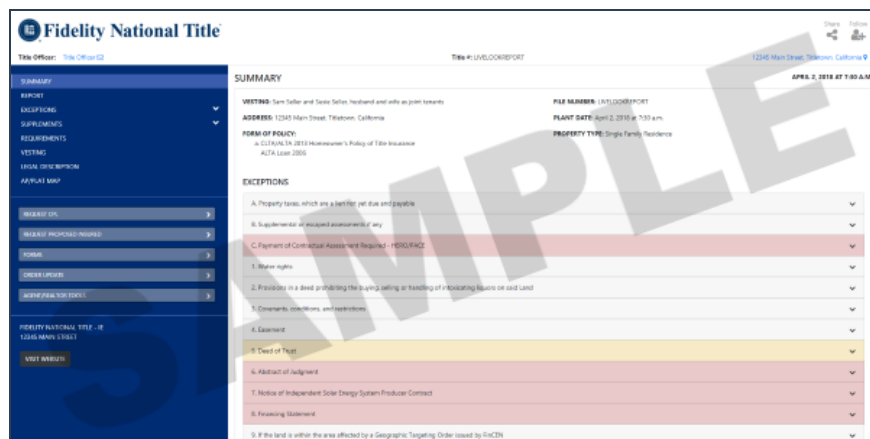 Fidelity National Title
Share Follow
Title Officer: Title Officer
Title #: LIVELOOKREPORT
12345 Main Street, Titletown, California
SUMMARY
REPORT
EXCEPTIONS
SUPPLEMENTS
REQUIREMENTS
VESTING
LEGAL DESCRIPTION
AP/PLAT MAP
REQUEST CPL
REQUEST PROPOSED INSURED
FORMS
ORDER UPDATE
AGENT/REALTOR TOOLS
FIDELITY NATIONAL TITLE - IE
12345 MAIN STREET
VISIT WEBSITE
SUMMARY
APRIL 2, 2018 AT 7:30 A.M
VESTING: Sam Seller and Susie Seller, husband and wife as joint tenants
FILE NUMBER: LIVELOOKREPORT
ADDRESS: 12345 Main Street, Titletown, California
PLANT DATE: April 2, 2018 at 7:30 a.m.
FORM OF POLICY:
PROPERTY TYPE: Single Family Residence
a. CLTA/ALTA 2013 Homeowner's Policy of Title Insurance
ALTA Loan 2006
EXCEPTIONS
A. Property taxes, which are a lien not yet due and payable
B. Supplemental or escaped assessments if any
C. Payment of Contractual Assessment Required - HERO/PACE
1. Water rights
2. Provisions in a deed prohibiting the buying, selling or handling of intoxicating liquors on said Land
3. Covenants, conditions, and restrictions
4. Easement
5. Deed of Trust
6. Abstract of Judgment
7. Notice of Independent Solar Energy System Producer Contract
8. Financing Statement
9. If the land is within the area affected by a Geographic Targeting Order issued by FinCEN
SAMPLE